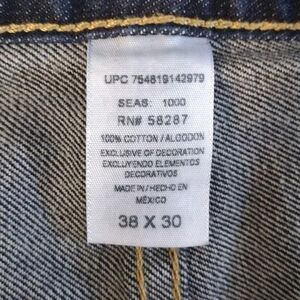 UPC 754819142979
SEAS: 1000
RN# 58287
100% COTTON / ALGODON
EXCLUSIVE OF DECORATION
EXCLUYENDO ELEMENTOS
DECORATIVOS
MADE IN / HECHO EN
MÉXICO
38 X 30